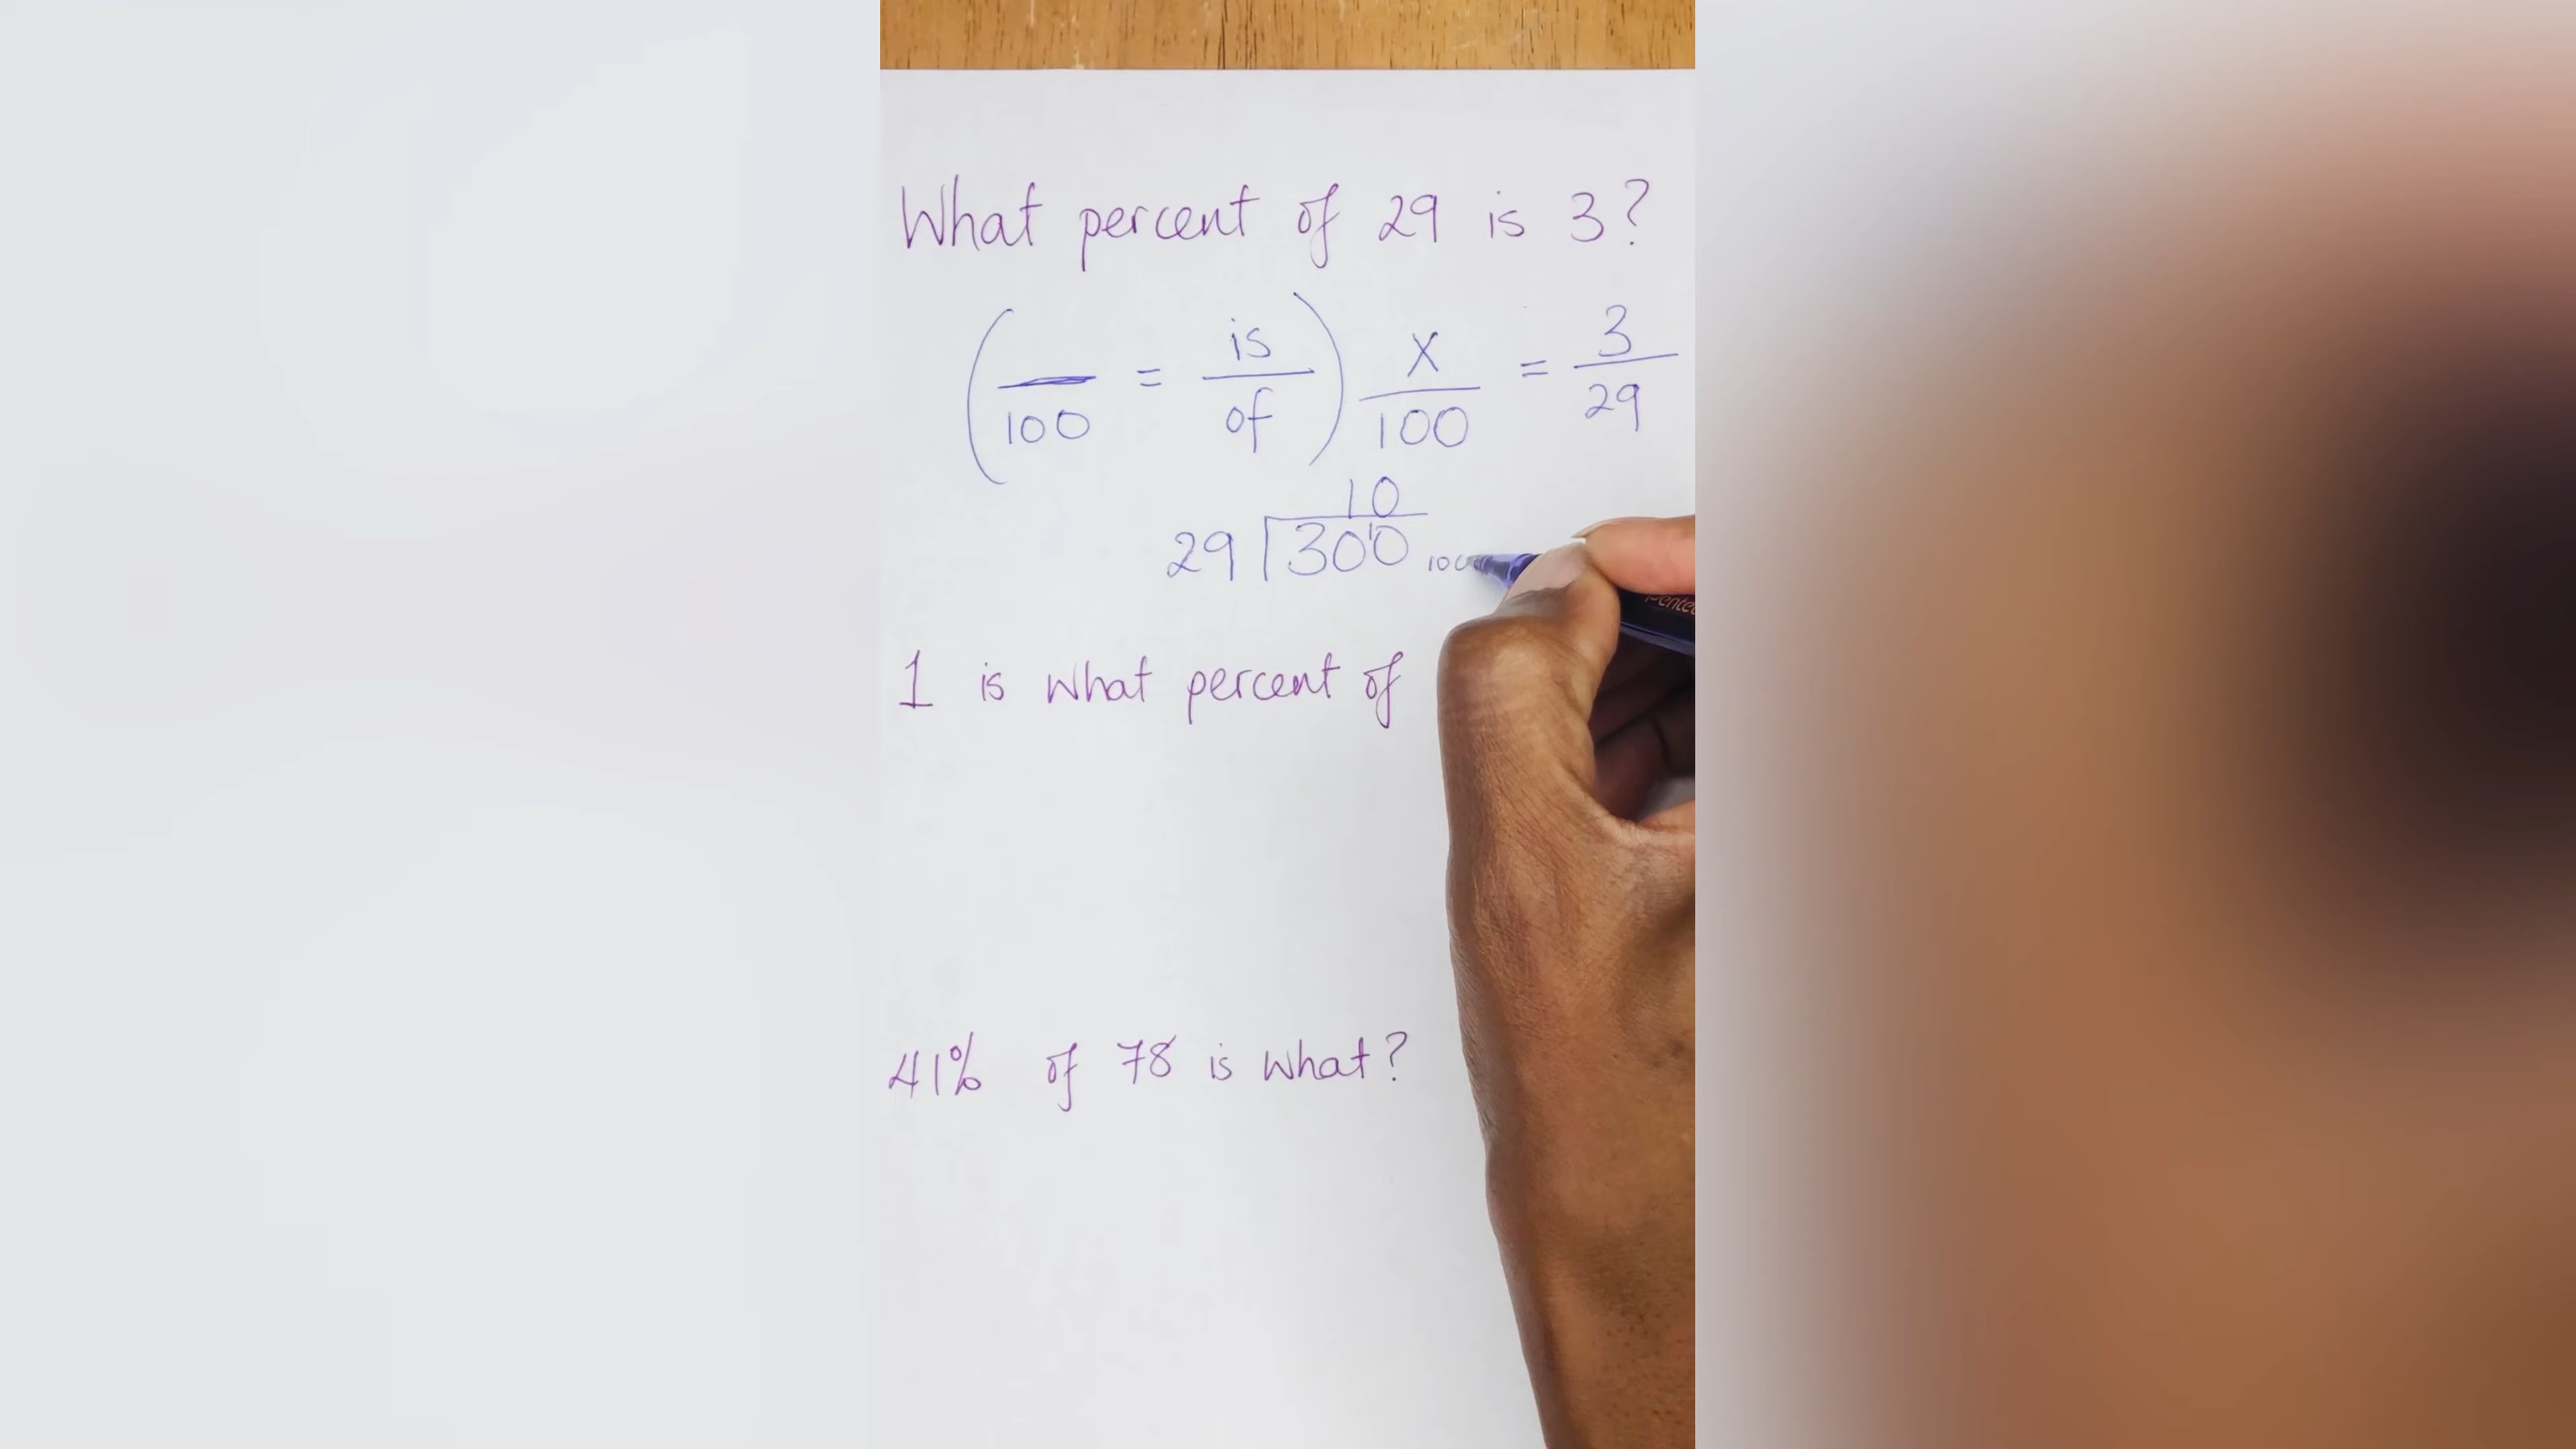 What percent of 29 is 3?
( —/100 = is/of ) X/100 = 3/29
10
29 300 100
1 is what percent of
41% of 78 is what?